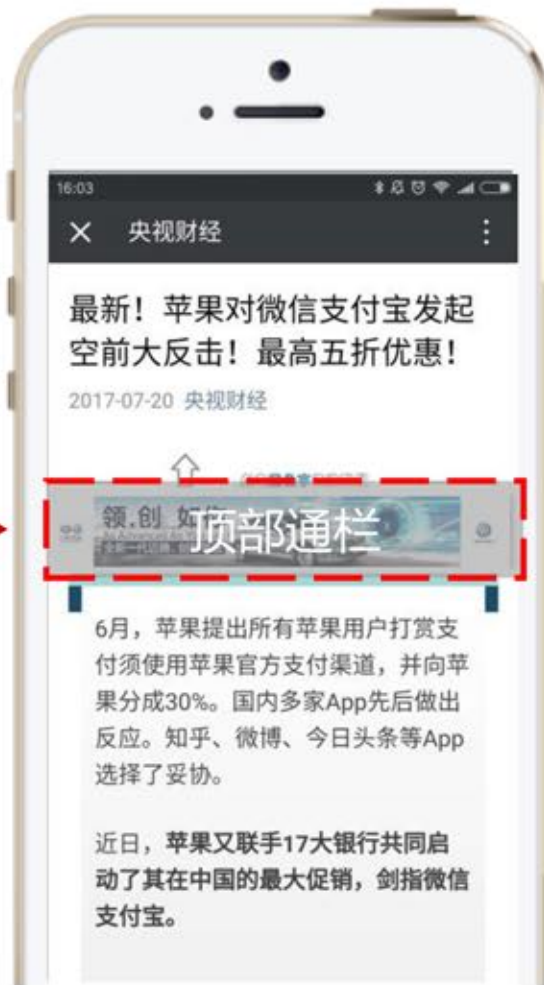 16:03
央视财经
最新！苹果对微信支付宝发起
空前大反击！最高五折优惠！
2017-07-20 央视财经
领.创 如你
顶部通栏
6月，苹果提出所有苹果用户打赏支
付须使用苹果官方支付渠道，并向苹
果分成30%。国内多家App先后做出
反应。知乎、微博、今日头条等App
选择了妥协。
近日，苹果又联手17大银行共同启
动了其在中国的最大促销，剑指微信
支付宝。